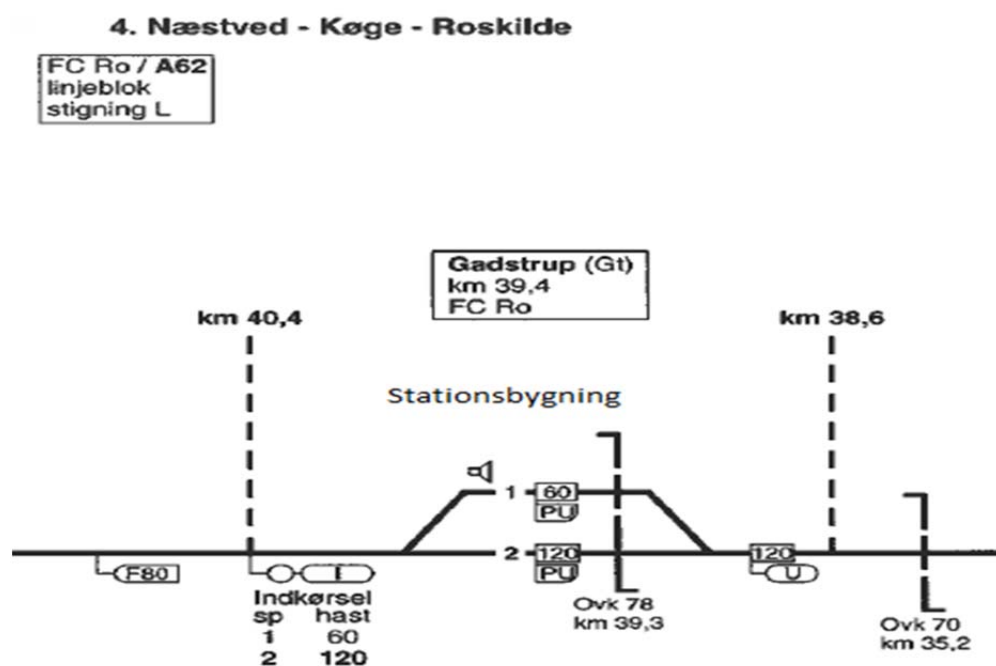 4. Næstved - Køge - Roskilde
FC Ro / A62
linjeblok
stigning L
Gadstrup (Gt)
km 39,4
FC Ro
km 40,4
km 38,6
Stationsbygning
1 60
PU
2 120
PU
120
U
F80
I
Indkørsel
sp hast
1 60
2 120
Ovk 78
km 39,3
Ovk 70
km 35,2